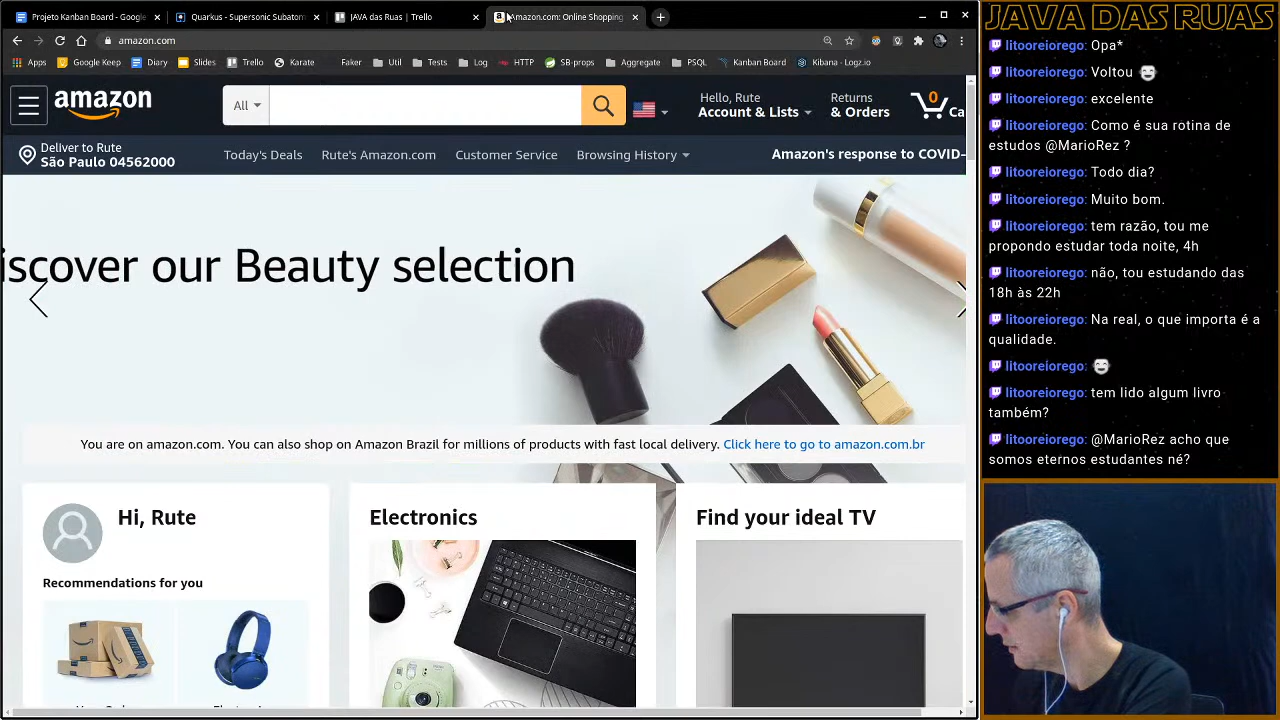 Projeto Kanban Board - Google
Quarkus - Supersonic Subatom
JAVA das Ruas | Trello
Amazon.com: Online Shopping
amazon.com
Apps
Google Keep
Diary
Slides
Trello
Karate
Faker
Util
Tests
Log
HTTP
SB-props
Aggregate
PSQL
Kanban Board
Kibana - Logz.io
amazon
All
Hello, Rute
Account & Lists
Returns
& Orders
0
Ca
Deliver to Rute
São Paulo 04562000
Today's Deals
Rute's Amazon.com
Customer Service
Browsing History
Amazon's response to COVID-
iscover our Beauty selection
You are on amazon.com. You can also shop on Amazon Brazil for millions of products with fast local delivery. Click here to go to amazon.com.br
Hi, Rute
Recommendations for you
Electronics
Find your ideal TV
JAVA DAS RUAS
litooreiorego: Opa*
litooreiorego: Voltou
litooreiorego: excelente
litooreiorego: Como é sua rotina de
estudos @MarioRez ?
litooreiorego: Todo dia?
litooreiorego: Muito bom.
litooreiorego: tem razão, tou me
propondo estudar toda noite, 4h
litooreiorego: não, tou estudando das
18h às 22h
litooreiorego: Na real, o que importa é a
qualidade.
litooreiorego:
litooreiorego: tem lido algum livro
também?
litooreiorego: @MarioRez acho que
somos eternos estudantes né?